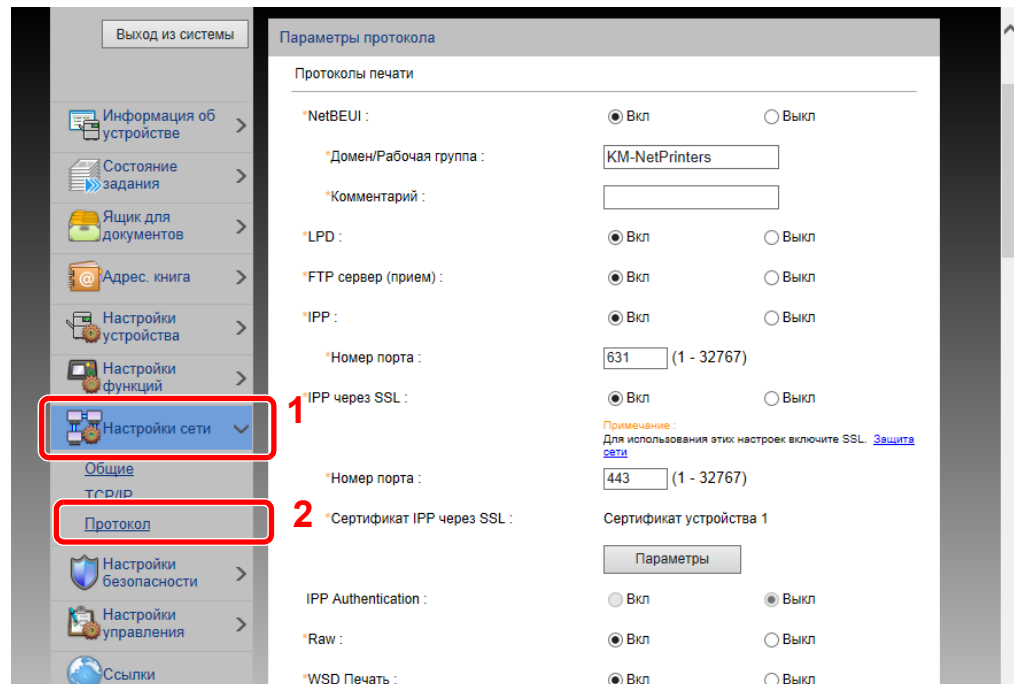 Выход из системы
Информация об
устройстве
Состояние
задания
Ящик для
документов
Адрес. книга
Настройки
устройства
Настройки
функций
1
Настройки сети
Общие
TCP/IP
2
Протокол
Настройки
безопасности
Настройки
управления
Ссылки
Параметры протокола
Протоколы печати
*NetBEUI : Вкл Выкл
*Домен/Рабочая группа : KM-NetPrinters
*Комментарий :
*LPD : Вкл Выкл
*FTP сервер (прием) : Вкл Выкл
*IPP : Вкл Выкл
*Номер порта : 631 (1 - 32767)
*IPP через SSL : Вкл Выкл
Примечание :
Для использования этих настроек включите SSL. Защита
сети
*Номер порта : 443 (1 - 32767)
*Сертификат IPP через SSL : Сертификат устройства 1
Параметры
IPP Authentication : Вкл Выкл
*Raw : Вкл Выкл
*WSD Печать : Вкл Выкл